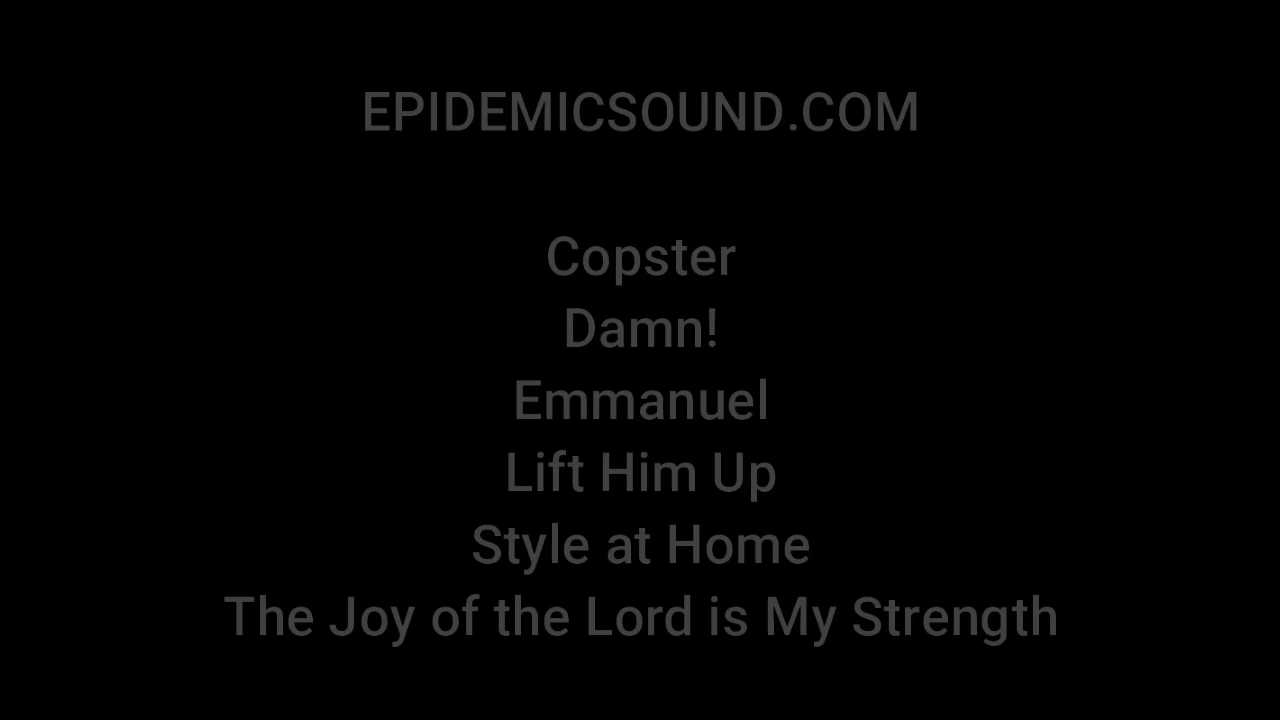 EPIDEMICSOUND.COM
Copster
Damn!
Emmanuel
Lift Him Up
Style at Home
The Joy of the Lord is My Strength